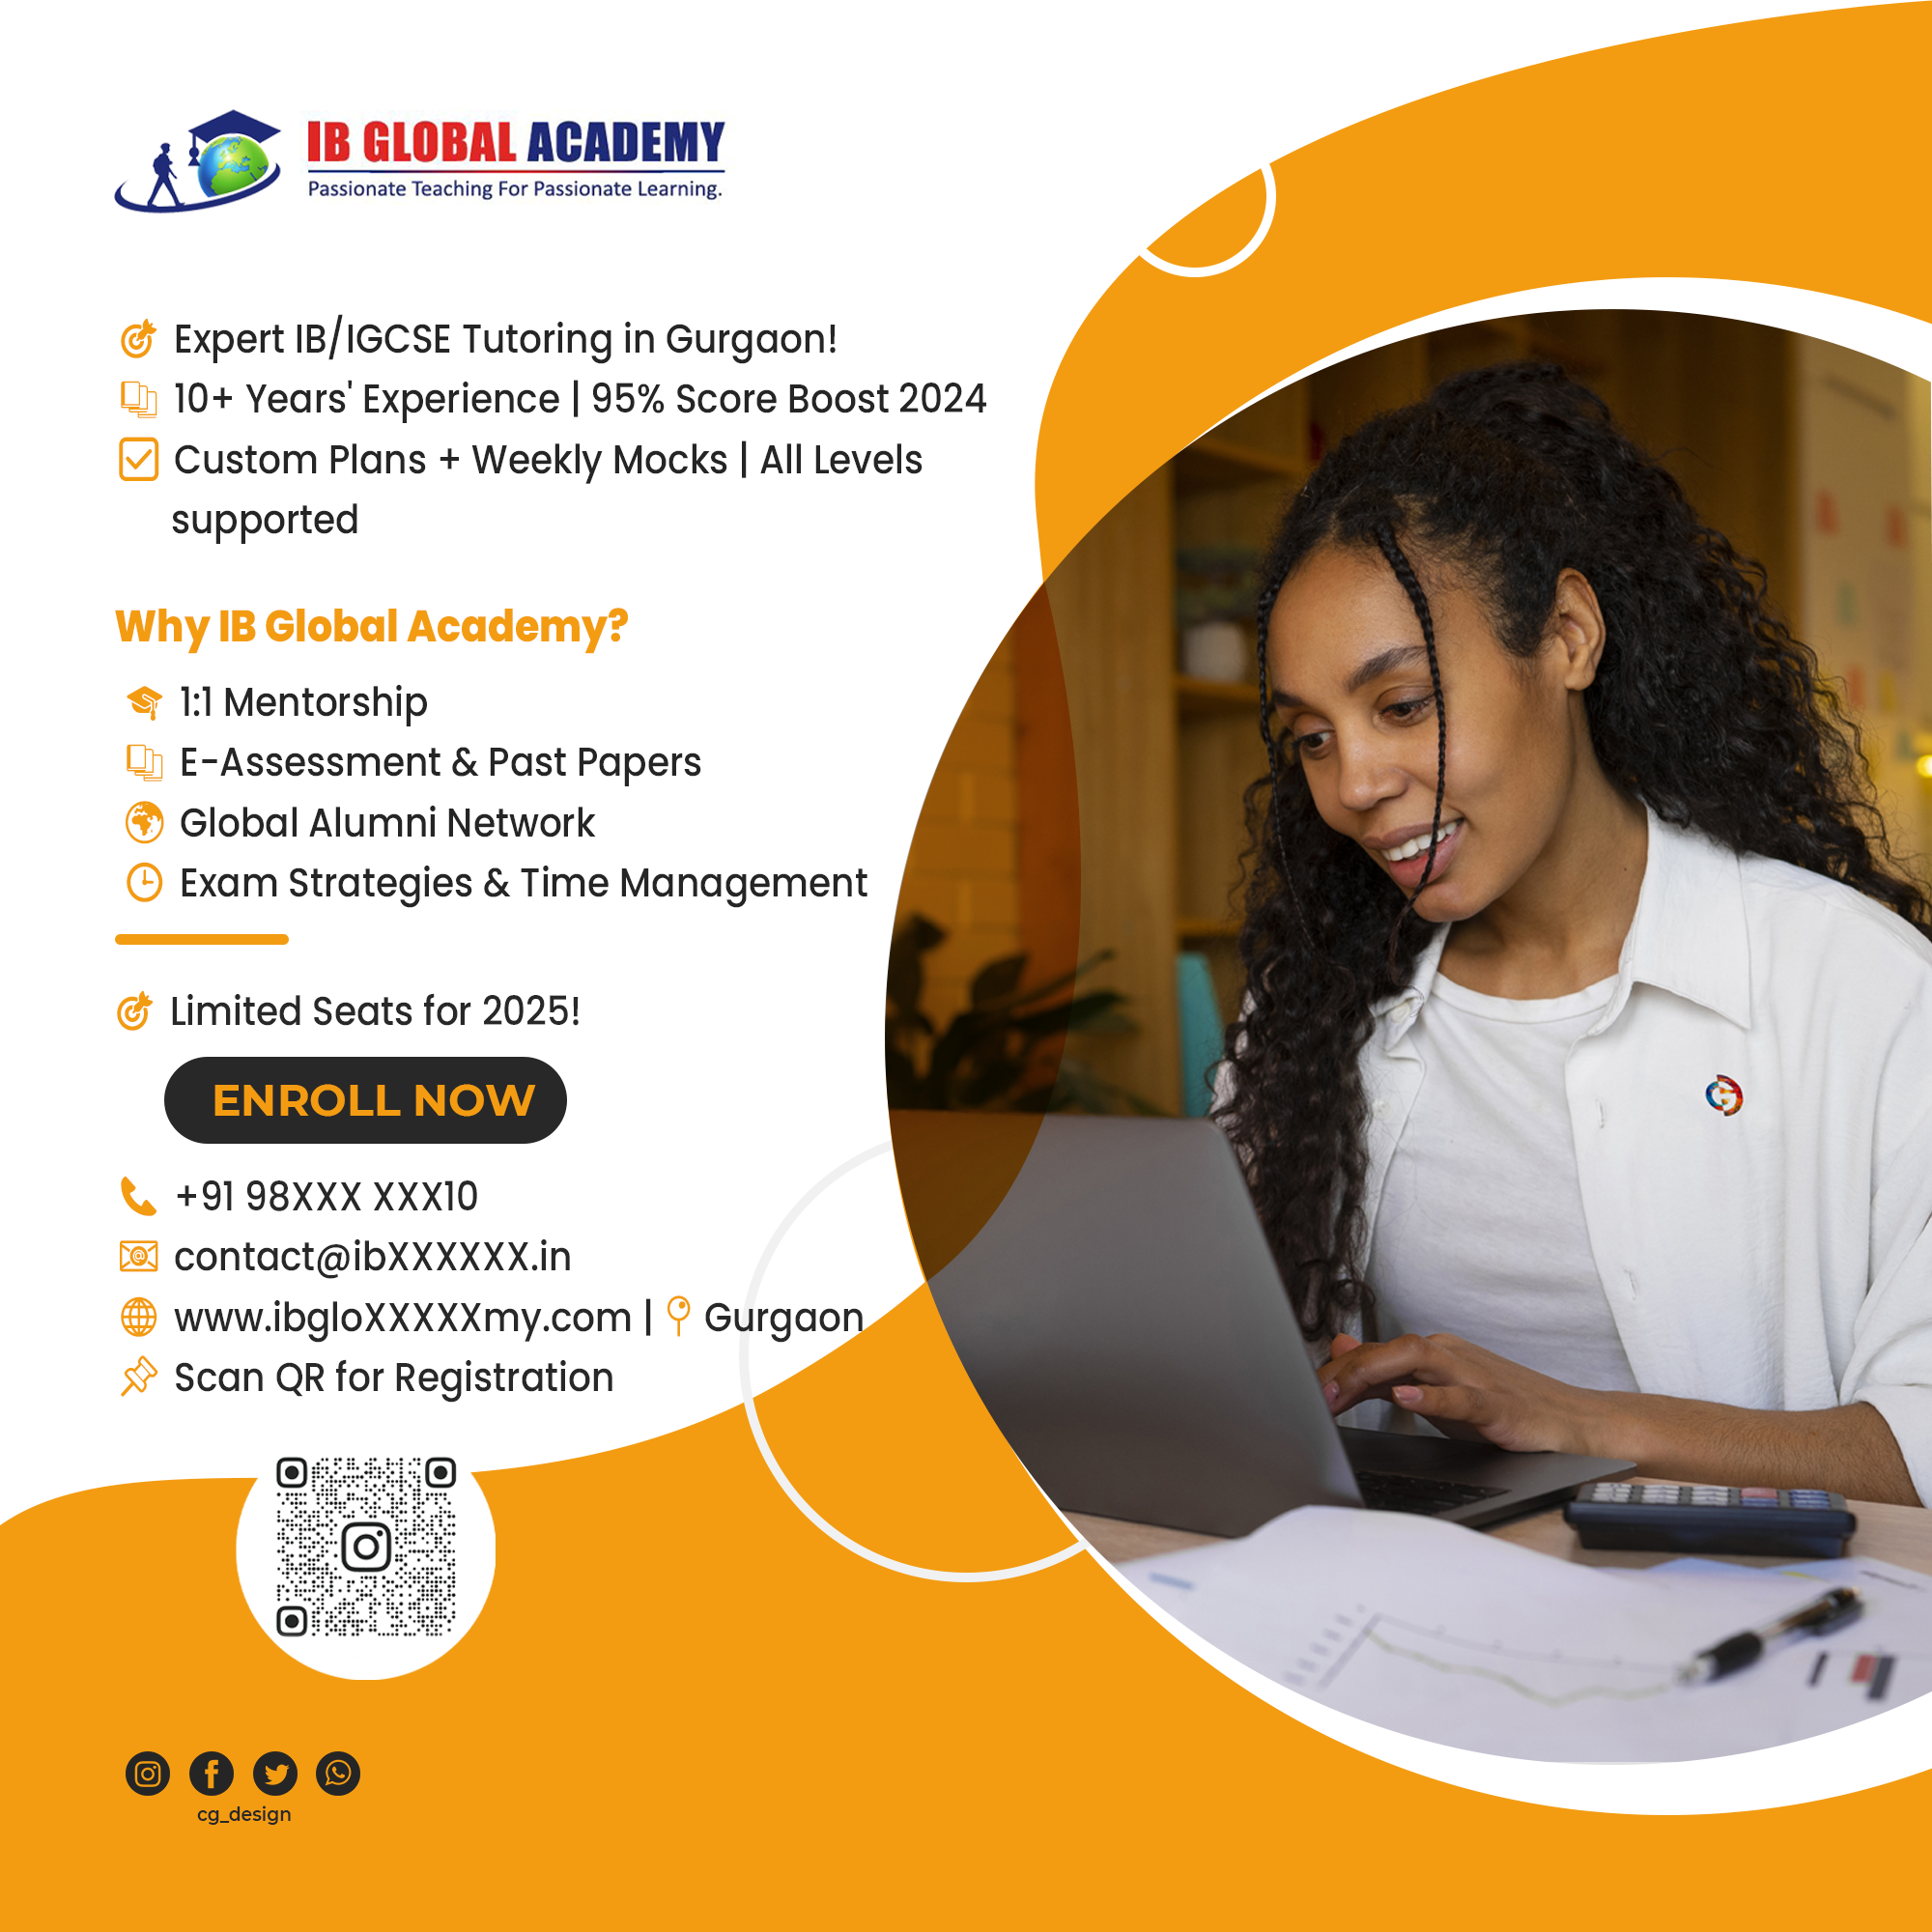 IB GLOBAL ACADEMY
Passionate Teaching For Passionate Learning.
Expert IB/IGCSE Tutoring in Gurgaon!
10+ Years' Experience | 95% Score Boost 2024
Custom Plans + Weekly Mocks | All Levels
supported
Why IB Global Academy?
1:1 Mentorship
E-Assessment & Past Papers
Global Alumni Network
Exam Strategies & Time Management
Limited Seats for 2025!
ENROLL NOW
+91 98XXX XXX10
contact@ibXXXXXX.in
www.ibgloXXXXXmy.com | Gurgaon
Scan QR for Registration
cg_design